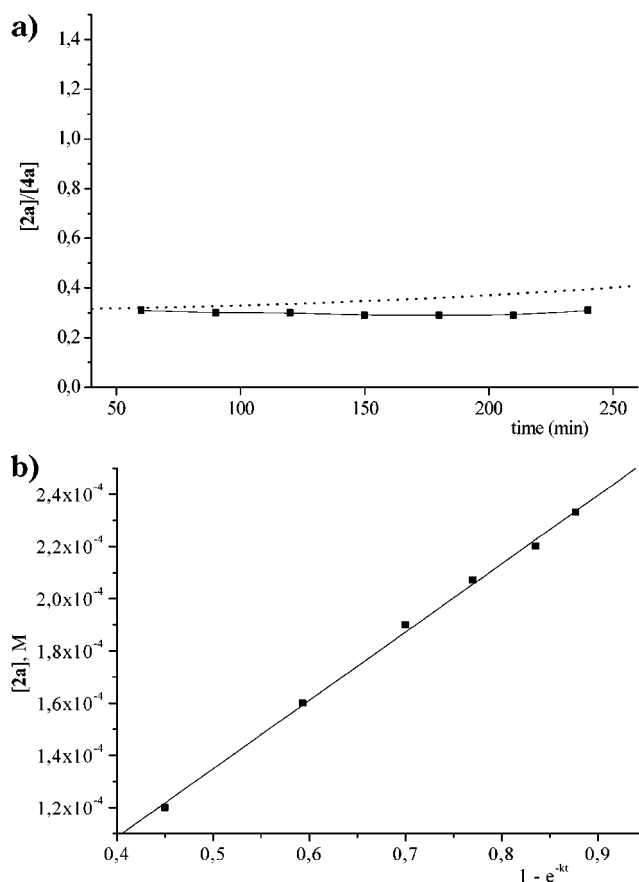 a)
1,4
1,2
1,0
0,8
0,6
0,4
0,2
0,0
[2a]/[4a]
50
100
150
200
250
time (min)
b)
2,4x10⁻⁴
2,2x10⁻⁴
2,0x10⁻⁴
1,8x10⁻⁴
1,6x10⁻⁴
1,4x10⁻⁴
1,2x10⁻⁴
[2a], M
0,4
0,5
0,6
0,7
0,8
0,9
1 - e⁻ᵏᵗ